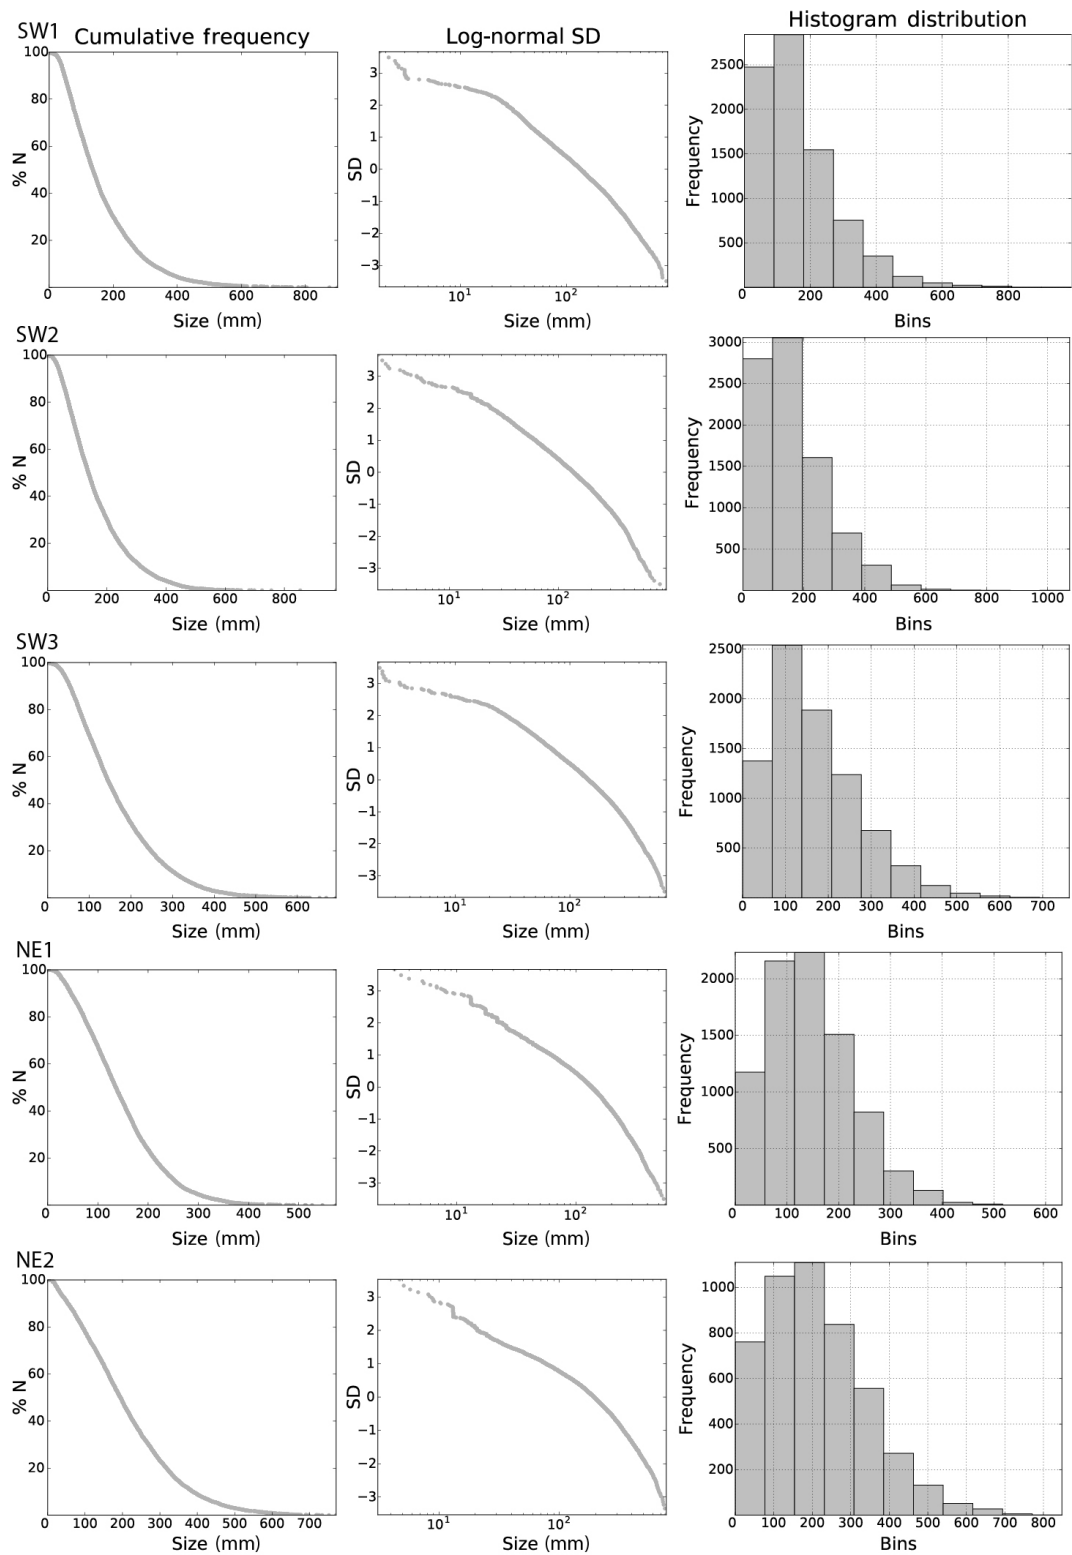 SW1 Cumulative frequency Log-normal SD Histogram distribution
100
80
60
40
20
% N
0 200 400 600 800
Size (mm)
3
2
1
0
−1
−2
−3
SD
10¹ 10²
Size (mm)
2500
2000
1500
1000
500
Frequency
0 200 400 600 800
Bins
SW2
100
80
60
40
20
% N
0 200 400 600 800
Size (mm)
3
2
1
0
−1
−2
−3
SD
10¹ 10²
Size (mm)
3000
2500
2000
1500
1000
500
Frequency
0 200 400 600 800 1000
Bins
SW3
100
80
60
40
20
% N
0 100 200 300 400 500 600
Size (mm)
3
2
1
0
−1
−2
−3
SD
10¹ 10²
Size (mm)
2500
2000
1500
1000
500
Frequency
0 100 200 300 400 500 600 700
Bins
NE1
100
80
60
40
20
% N
0 100 200 300 400 500
Size (mm)
3
2
1
0
−1
−2
−3
SD
10¹ 10²
Size (mm)
2000
1500
1000
500
Frequency
0 100 200 300 400 500 600
Bins
NE2
100
80
60
40
20
% N
0 100 200 300 400 500 600 700
Size (mm)
3
2
1
0
−1
−2
−3
SD
10¹ 10²
Size (mm)
1000
800
600
400
200
Frequency
0 100 200 300 400 500 600 700 800
Bins